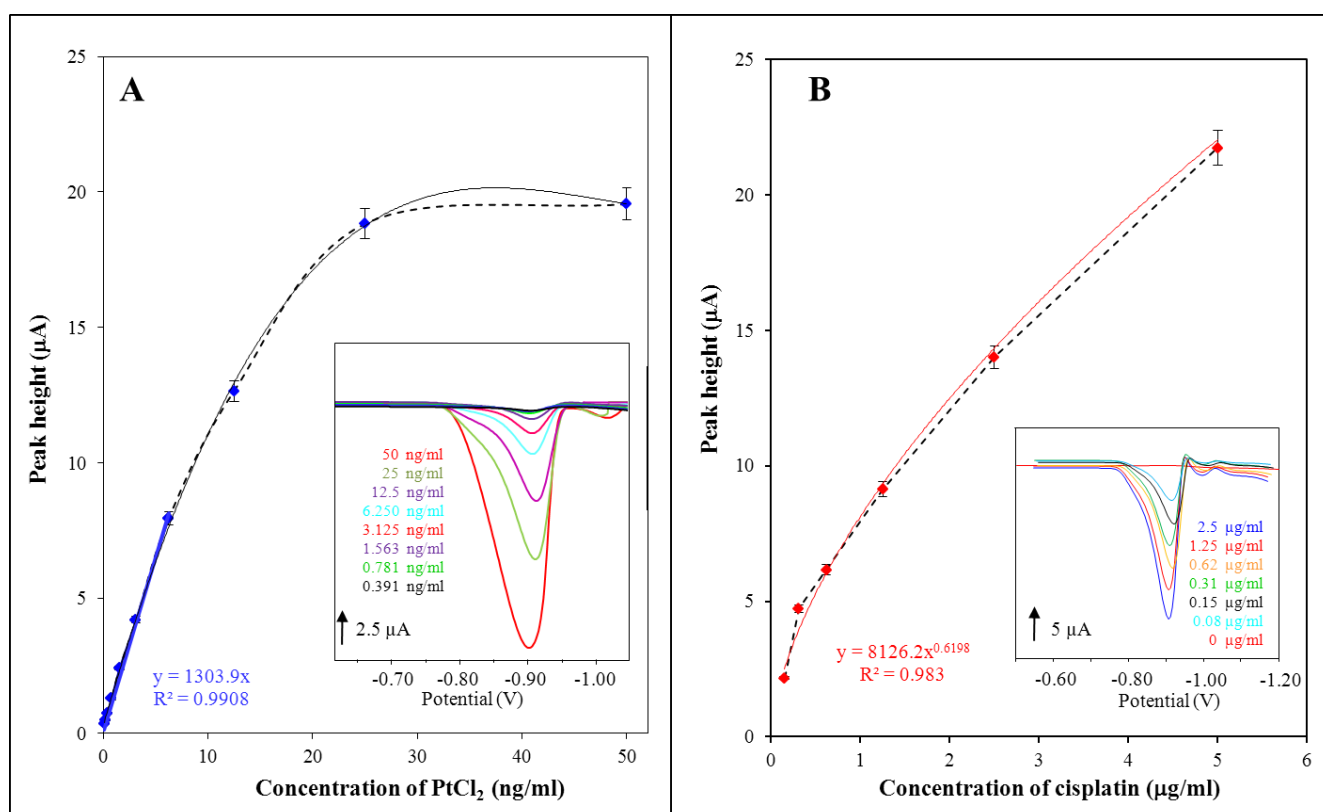 A
25
20
15
10
5
0
Peak height (µA)
0
10
20
30
40
50
Concentration of PtCl₂ (ng/ml)
y = 1303.9x
R² = 0.9908
50 ng/ml
25 ng/ml
12.5 ng/ml
6.250 ng/ml
3.125 ng/ml
1.563 ng/ml
0.781 ng/ml
0.391 ng/ml
2.5 µA
-0.70
-0.80
-0.90
-1.00
Potential (V)
B
25
20
15
10
5
0
Peak height (µA)
0
1
2
3
4
5
6
Concentration of cisplatin (µg/ml)
y = 8126.2x⁰·⁶¹⁹⁸
R² = 0.983
2.5 µg/ml
1.25 µg/ml
0.62 µg/ml
0.31 µg/ml
0.15 µg/ml
0.08 µg/ml
0 µg/ml
5 µA
-0.60
-0.80
-1.00
-1.20
Potential (V)